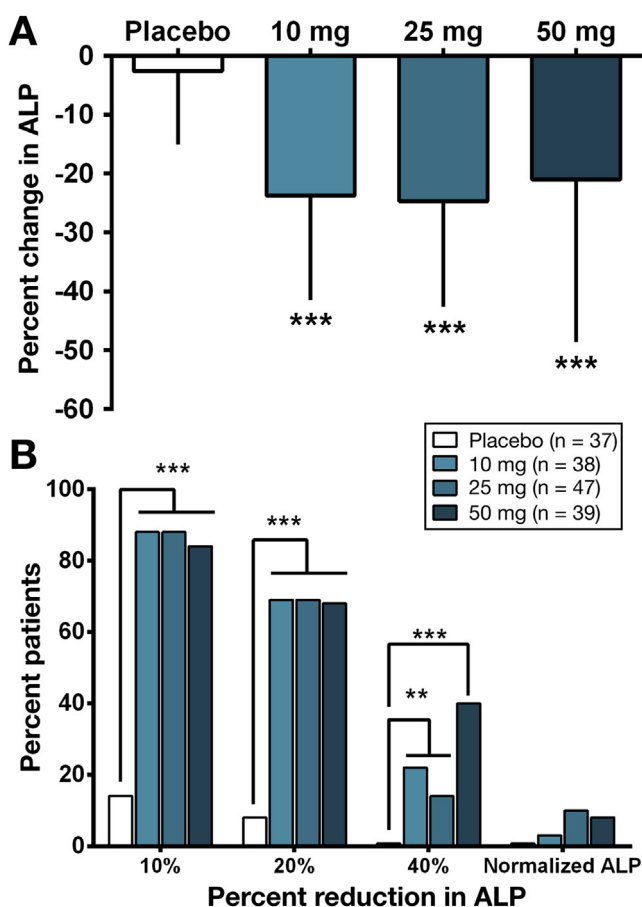 A
Placebo 10 mg 25 mg 50 mg
Percent change in ALP
0
-10
-20
-30
-40
-50
-60
***
***
***
B
Placebo (n = 37)
10 mg (n = 38)
25 mg (n = 47)
50 mg (n = 39)
Percent patients
100
80
60
40
20
0
***
***
**
***
10% 20% 40% Normalized ALP
Percent reduction in ALP